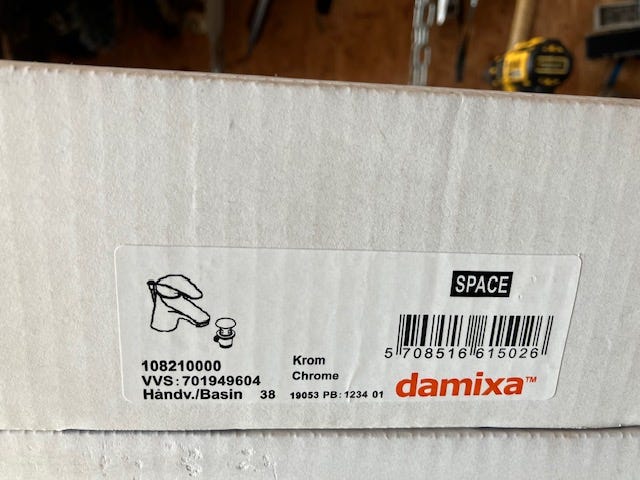 SPACE
5 708516 615026
108210000
VVS:701949604
Håndv./Basin 38
Krom
Chrome
19053 PB:1234 01
damixa™